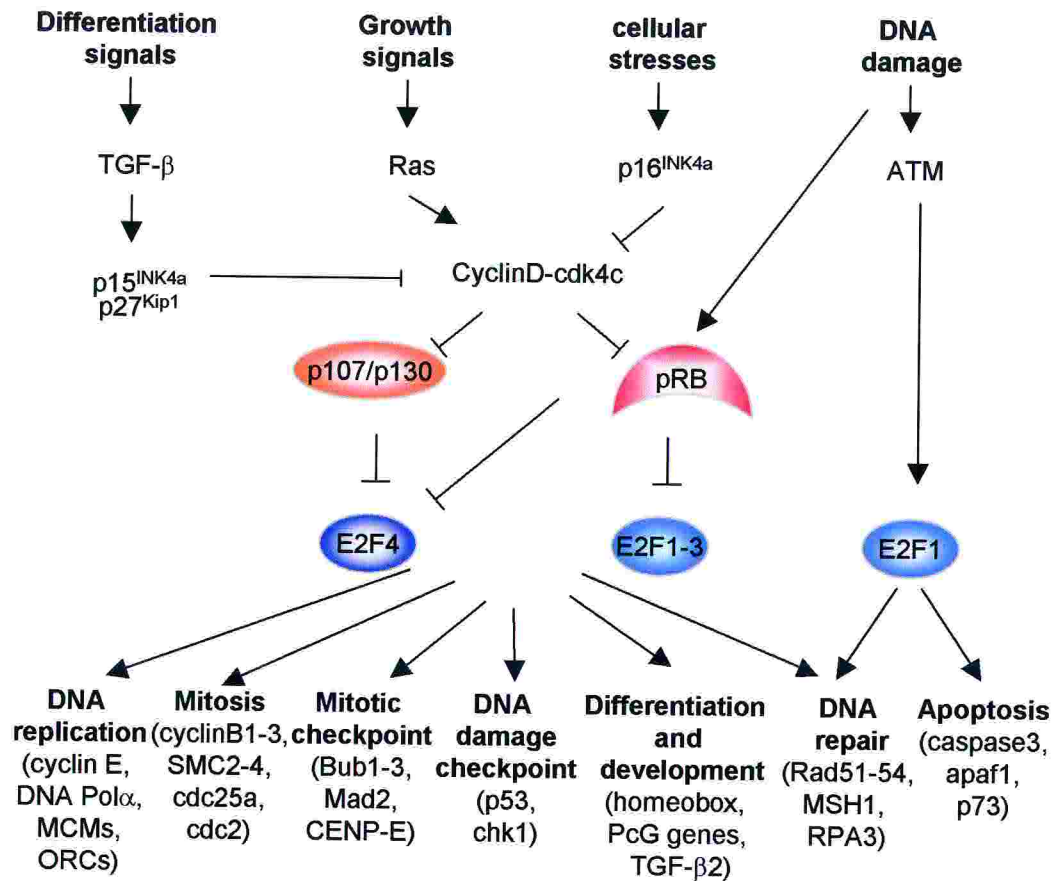 Differentiation
signals
Growth
signals
cellular
stresses
DNA
damage
TGF-β
Ras
p16INK4a
ATM
p15INK4a
p27Kip1
CyclinD-cdk4c
p107/p130
pRB
E2F4
E2F1-3
E2F1
DNA
replication
(cyclin E,
DNA Polα,
MCMs,
ORCs)
Mitosis
(cyclinB1-3,
SMC2-4,
cdc25a,
cdc2)
Mitotic
checkpoint
(Bub1-3,
Mad2,
CENP-E)
DNA
damage
checkpoint
(p53,
chk1)
Differentiation
and
development
(homeobox,
PcG genes,
TGF-β2)
DNA
repair
(Rad51-54,
MSH1,
RPA3)
Apoptosis
(caspase3,
apaf1,
p73)